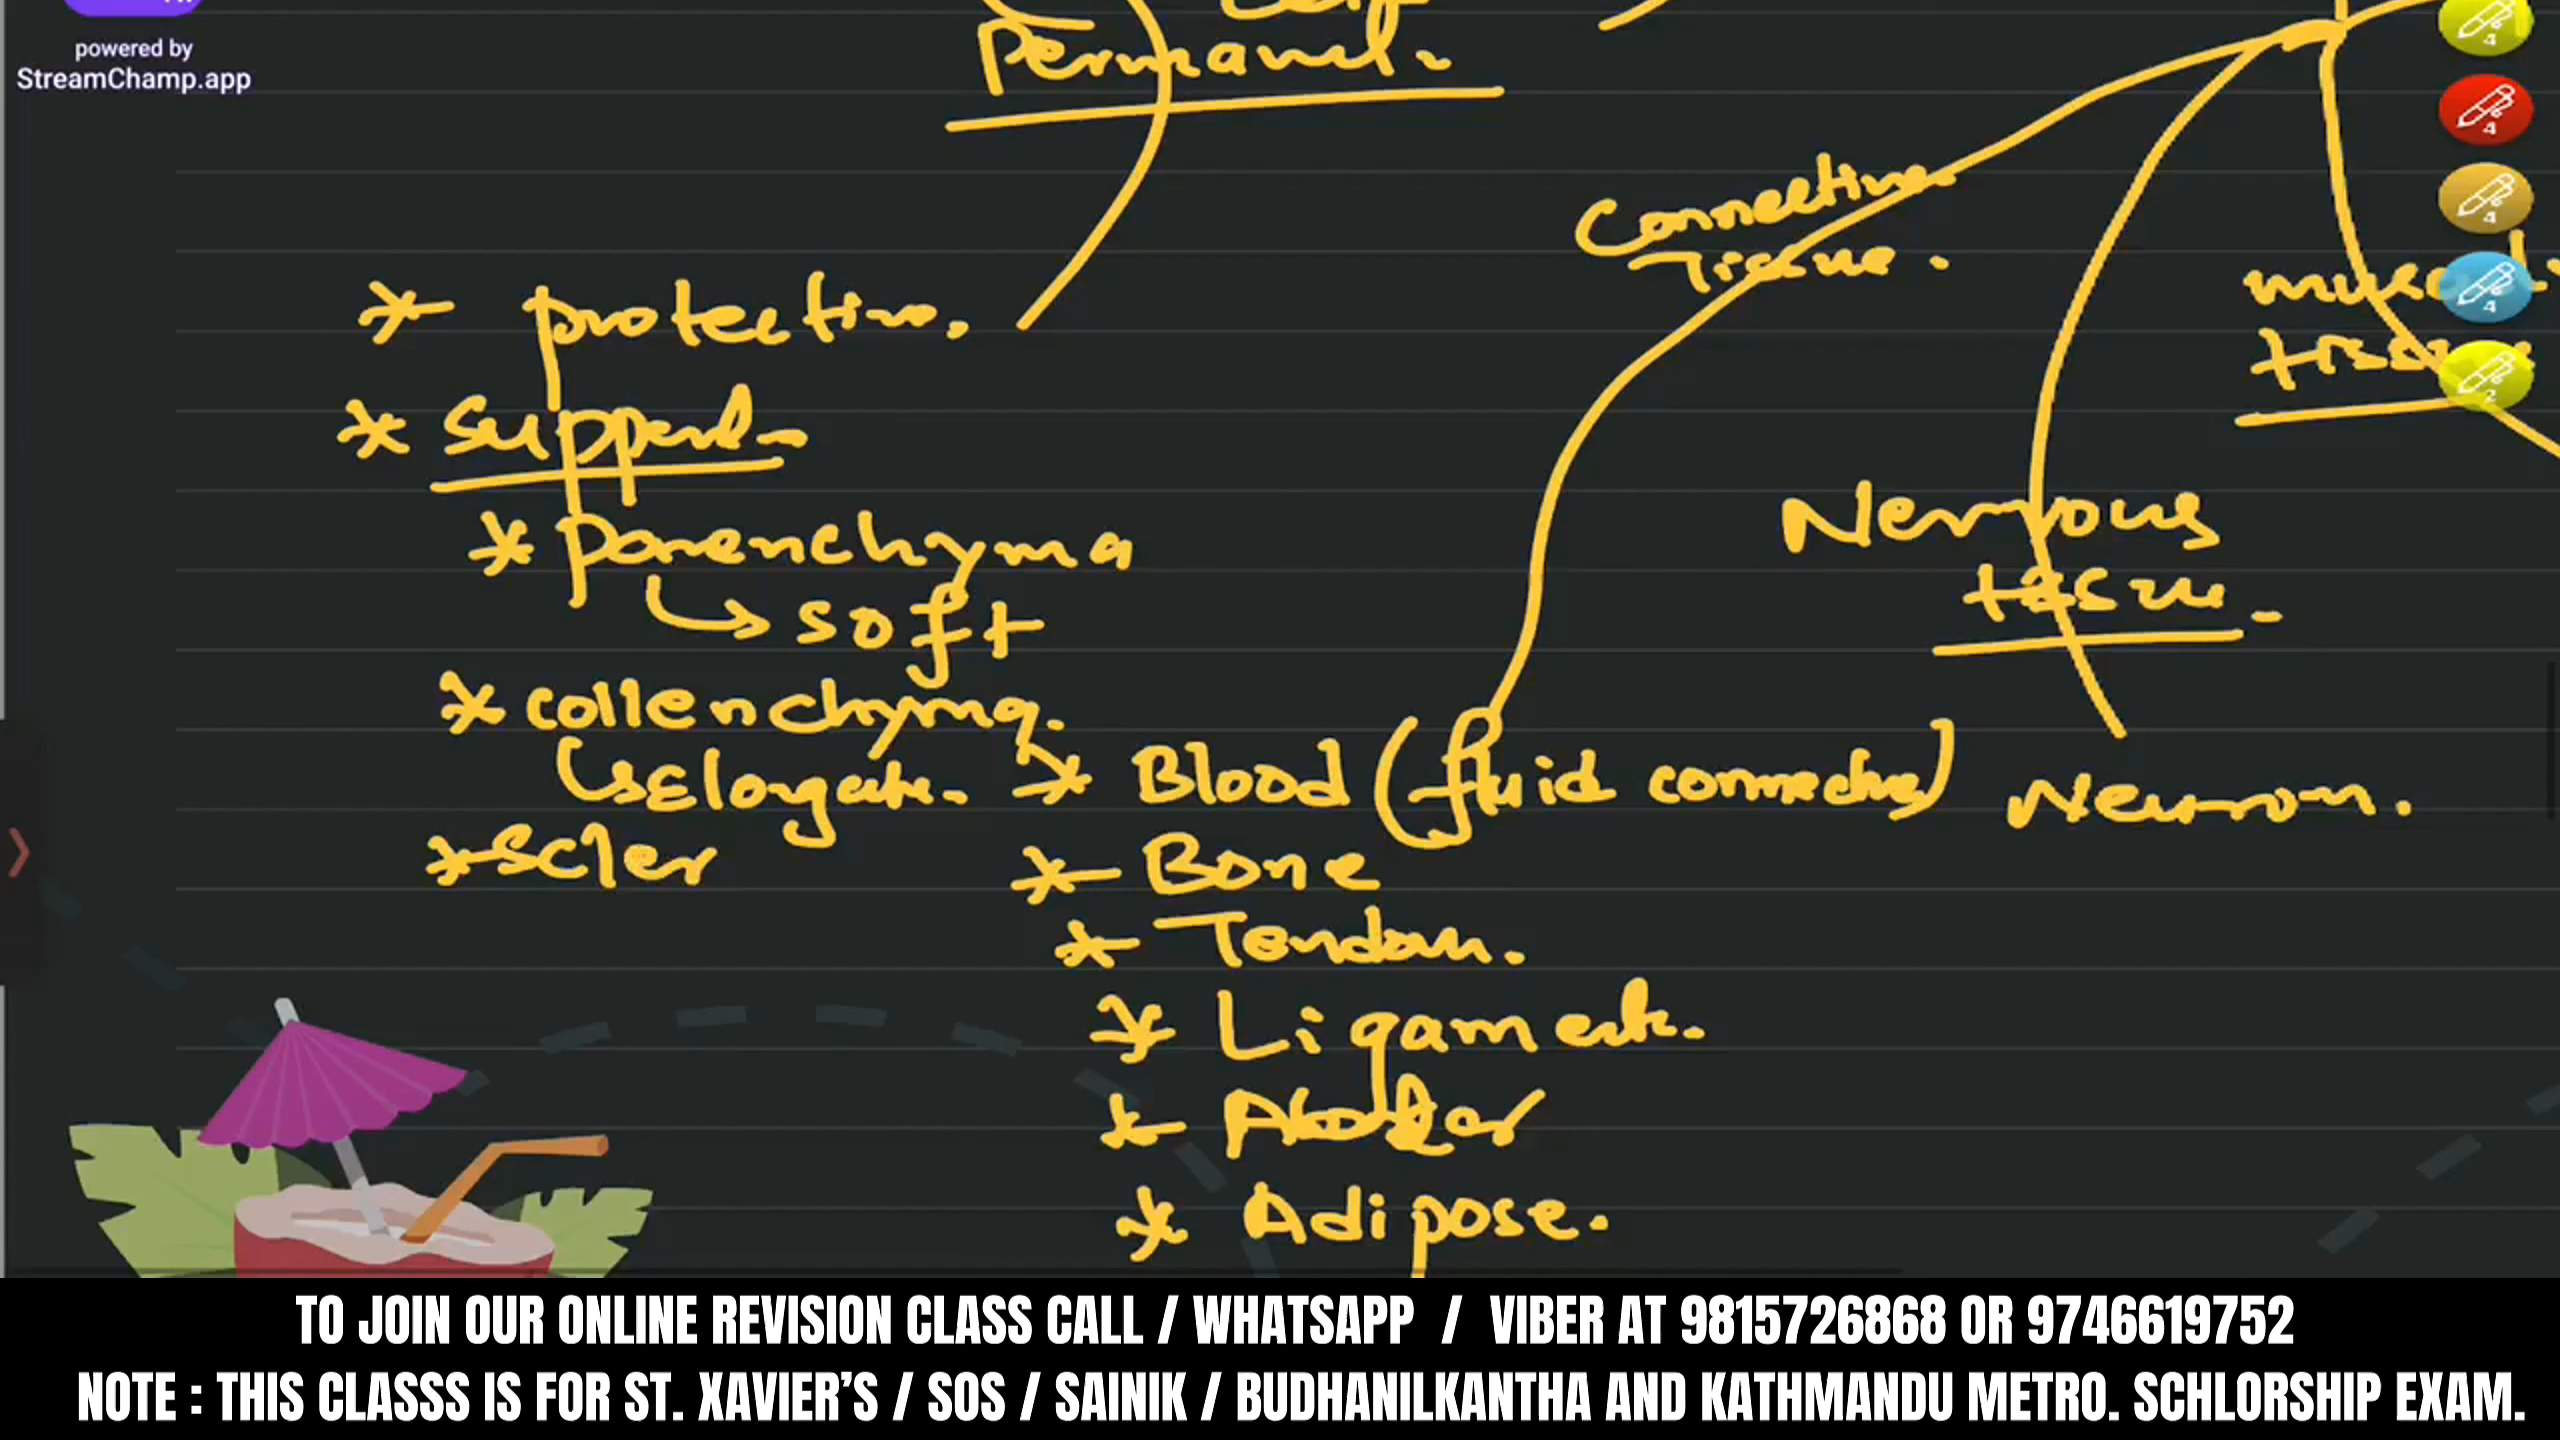 powered by
StreamChamp.app
Permanent
* protective.
* Support
* Parenchyma
↳ soft
* collenchyma.
↳ Elongate.
* Scler
Connective
Tissue.
Nervous
tissue.
Neuron.
tissue
* Blood (fluid connective)
* Bone
* Tendon.
* Ligament.
* Adipose.
TO JOIN OUR ONLINE REVISION CLASS CALL / WHATSAPP / VIBER AT 9815726868 OR 9746619752
NOTE : THIS CLASSS IS FOR ST. XAVIER'S / SOS / SAINIK / BUDHANILKANTHA AND KATHMANDU METRO. SCHLORSHIP EXAM.